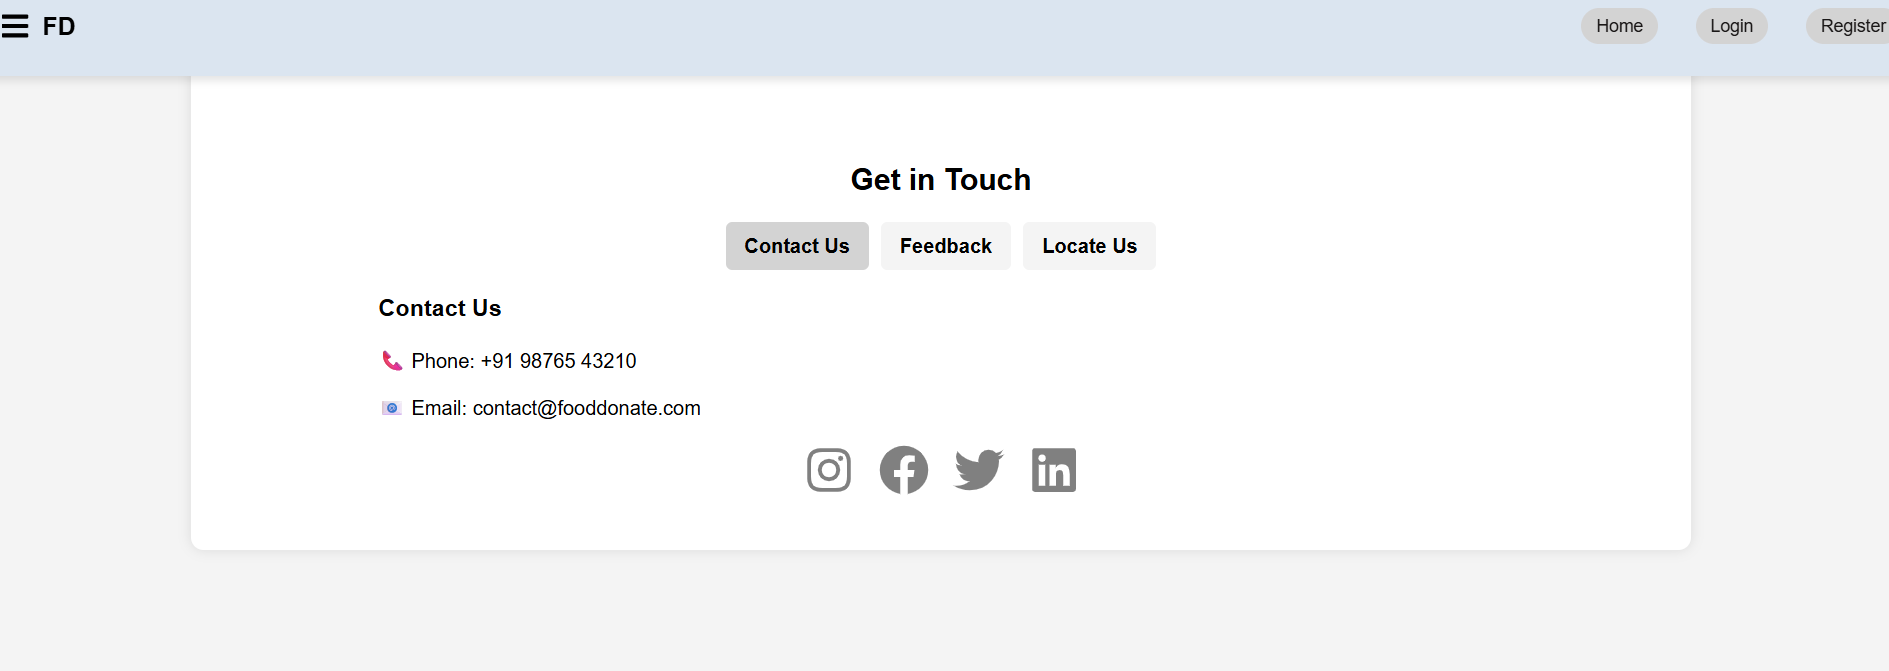 FD
Home Login Register
Get in Touch
Contact Us Feedback Locate Us
Contact Us
Phone: +91 98765 43210
Email: contact@fooddonate.com